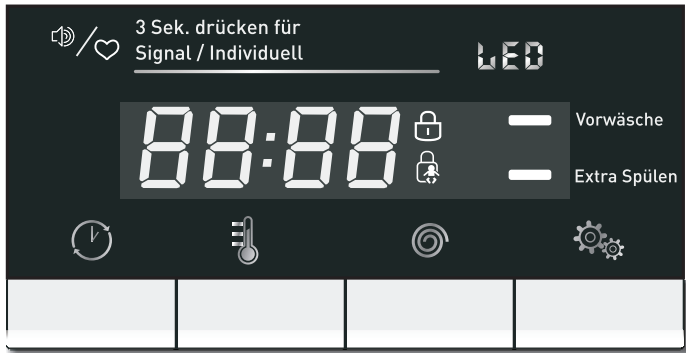 3 Sek. drücken für
Signal / Individuell
LED
88:88
Vorwäsche
Extra Spülen